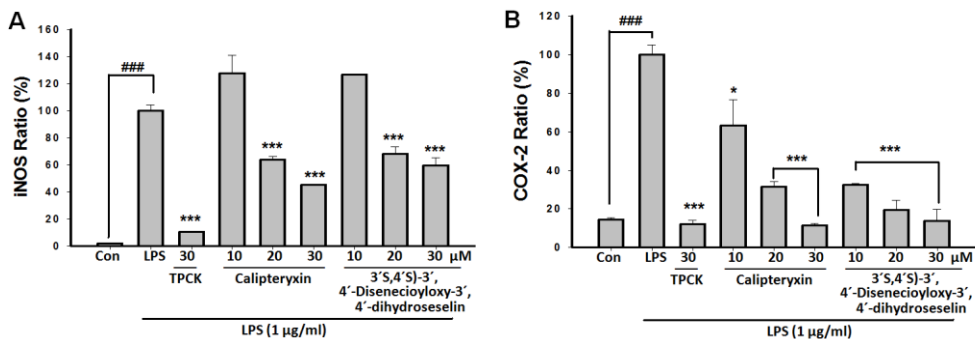 A
iNOS Ratio (%)
160
140
120
100
80
60
40
20
0
###
***
***
***
***
***
Con LPS 30 10 20 30 10 20 30 μM
TPCK Calipteryxin 3´S,4´S)-3´,
4´-Disenecioyloxy-3´,
4´-dihydroseselin
LPS (1 μg/ml)
B
COX-2 Ratio (%)
120
100
80
60
40
20
0
###
*
***
***
***
Con LPS 30 10 20 30 10 20 30 μM
TPCK Calipteryxin 3´S,4´S)-3´,
4´-Disenecioyloxy-3´,
4´-dihydroseselin
LPS (1 μg/ml)